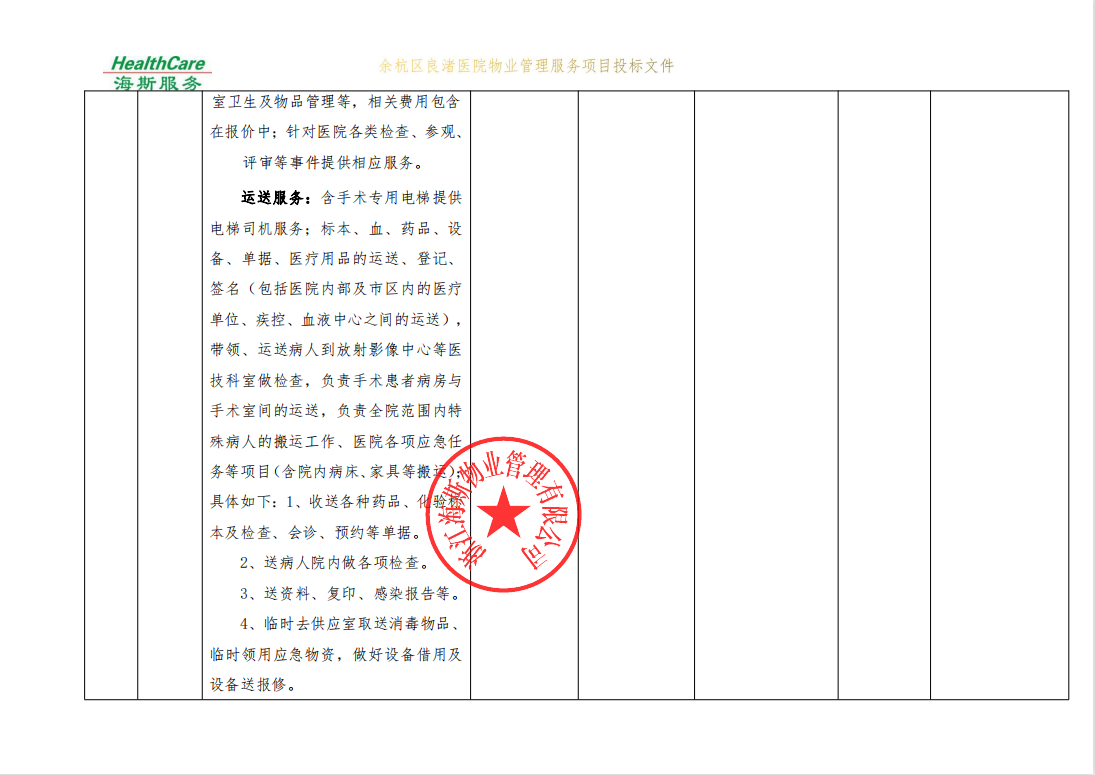 HealthCare
海斯服务
余杭区良渚医院物业管理服务项目投标文件
室卫生及物品管理等，相关费用包含
在报价中；针对医院各类检查、参观、
评审等事件提供相应服务。
运送服务：含手术专用电梯提供
电梯司机服务；标本、血、药品、设
备、单据、医疗用品的运送、登记、
签名（包括医院内部及市区内的医疗
单位、疾控、血液中心之间的运送），
带领、运送病人到放射影像中心等医
技科室做检查，负责手术患者病房与
手术室间的运送，负责全院范围内特
殊病人的搬运工作、医院各项应急任
务等项目（含院内病床、家具等搬运）；
具体如下：1、收送各种药品、化验标
本及检查、会诊、预约等单据。
2、送病人院内做各项检查。
3、送资料、复印、感染报告等。
4、临时去供应室取送消毒物品、
临时领用应急物资，做好设备借用及
设备送报修。
浙江海斯物业管理有限公司